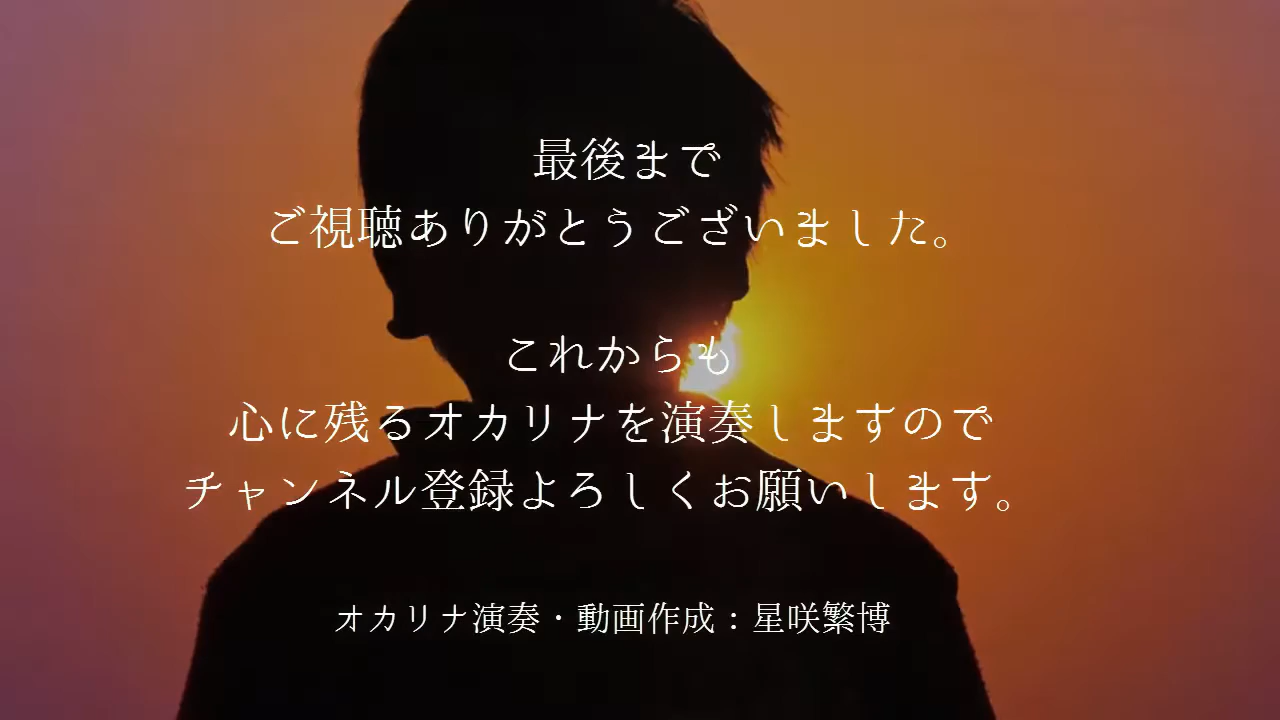 最後まで
ご視聴ありがとうございました。
これからも
心に残るオカリナを演奏しますので
チャンネル登録よろしくお願いします。
オカリナ演奏・動画作成：星咲繁博